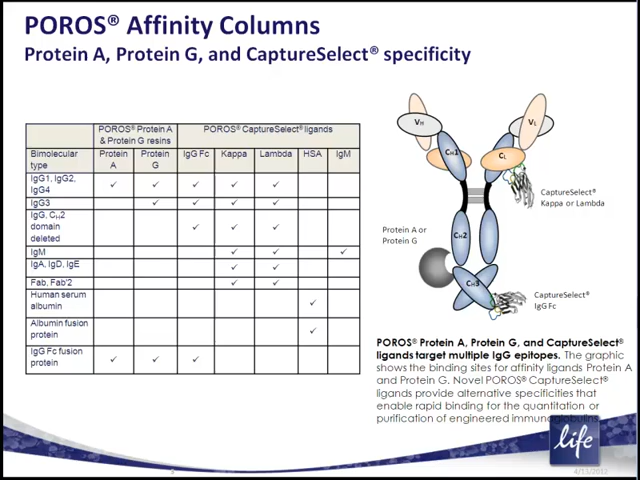 POROS® Affinity Columns
Protein A, Protein G, and CaptureSelect® specificity
POROS® Protein A & Protein G resins
POROS® CaptureSelect® ligands
Bimolecular type
Protein A
Protein G
IgG Fc
Kappa
Lambda
HSA
IgM
IgG1, IgG2, IgG4 ✓ ✓ ✓ ✓ ✓
IgG3 ✓ ✓ ✓ ✓
IgG, CH2 domain deleted ✓ ✓ ✓
IgM ✓ ✓ ✓
IgA, IgD, IgE ✓ ✓
Fab, Fab'2 ✓ ✓
Human serum albumin ✓
Albumin fusion protein ✓
IgG Fc fusion protein ✓ ✓ ✓
VH
VL
CH1
CL
CaptureSelect®
Kappa or Lambda
Protein A or
Protein G
CH2
CH3
CaptureSelect®
IgG Fc
POROS® Protein A, Protein G, and CaptureSelect®
ligands target multiple IgG epitopes. The graphic
shows the binding sites for affinity ligands Protein A
and Protein G. Novel POROS® CaptureSelect®
ligands provide alternative specificities that
enable rapid binding for the quantitation or
purification of engineered immunoglobulins
life
4/13/2012